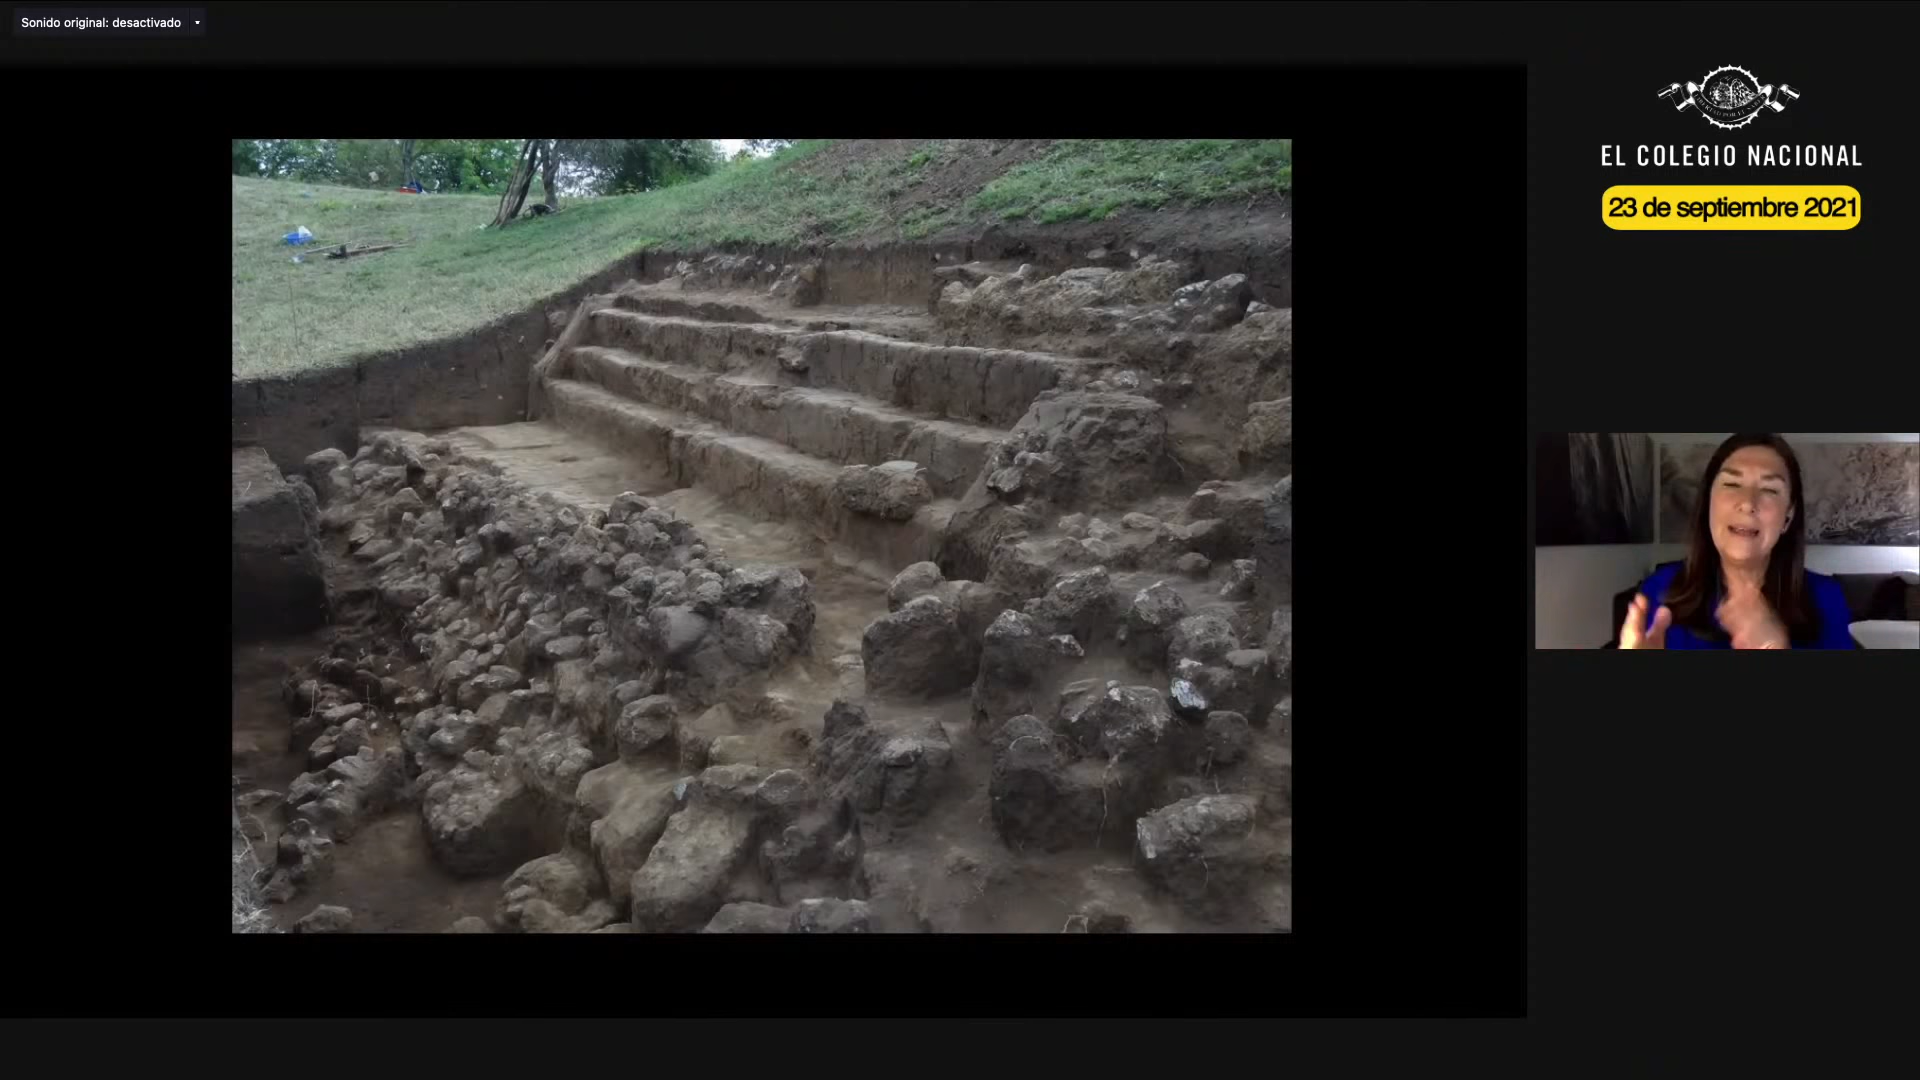 Sonido original: desactivado
EL COLEGIO NACIONAL
23 de septiembre 2021